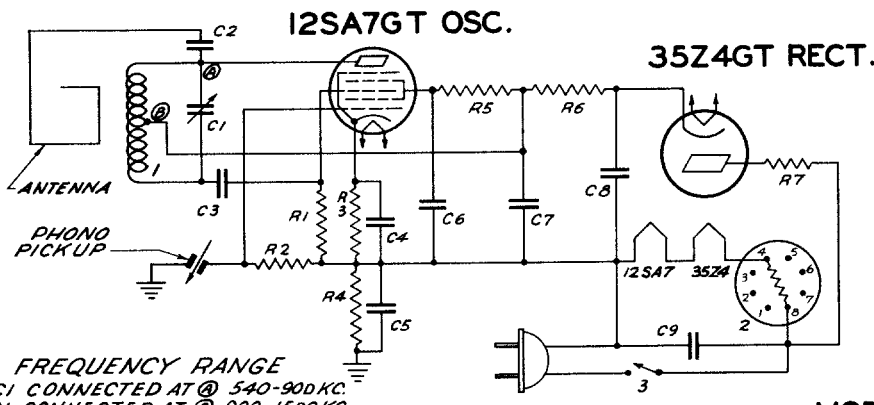 12SA7GT OSC.
35Z4GT RECT.
C2
A
B
C1
1
ANTENNA
C3
R1
R3
C4
C6
R5
R6
C7
C8
R7
PHONO
PICKUP
R2
R4
C5
12SA7
35Z4
4
5
3
6
2
7
1
8
2
C9
3
FREQUENCY RANGE
C1 CONNECTED AT A 540-900KC.